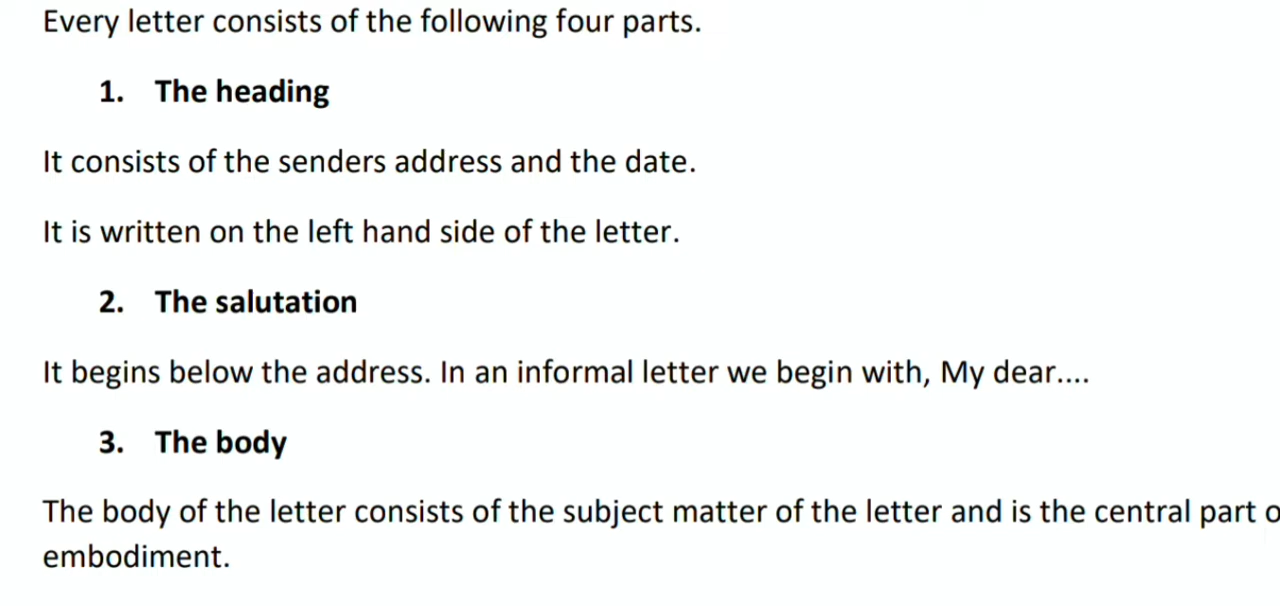 Every letter consists of the following four parts.
1. The heading
It consists of the senders address and the date.
It is written on the left hand side of the letter.
2. The salutation
It begins below the address. In an informal letter we begin with, My dear....
3. The body
The body of the letter consists of the subject matter of the letter and is the central part
embodiment.